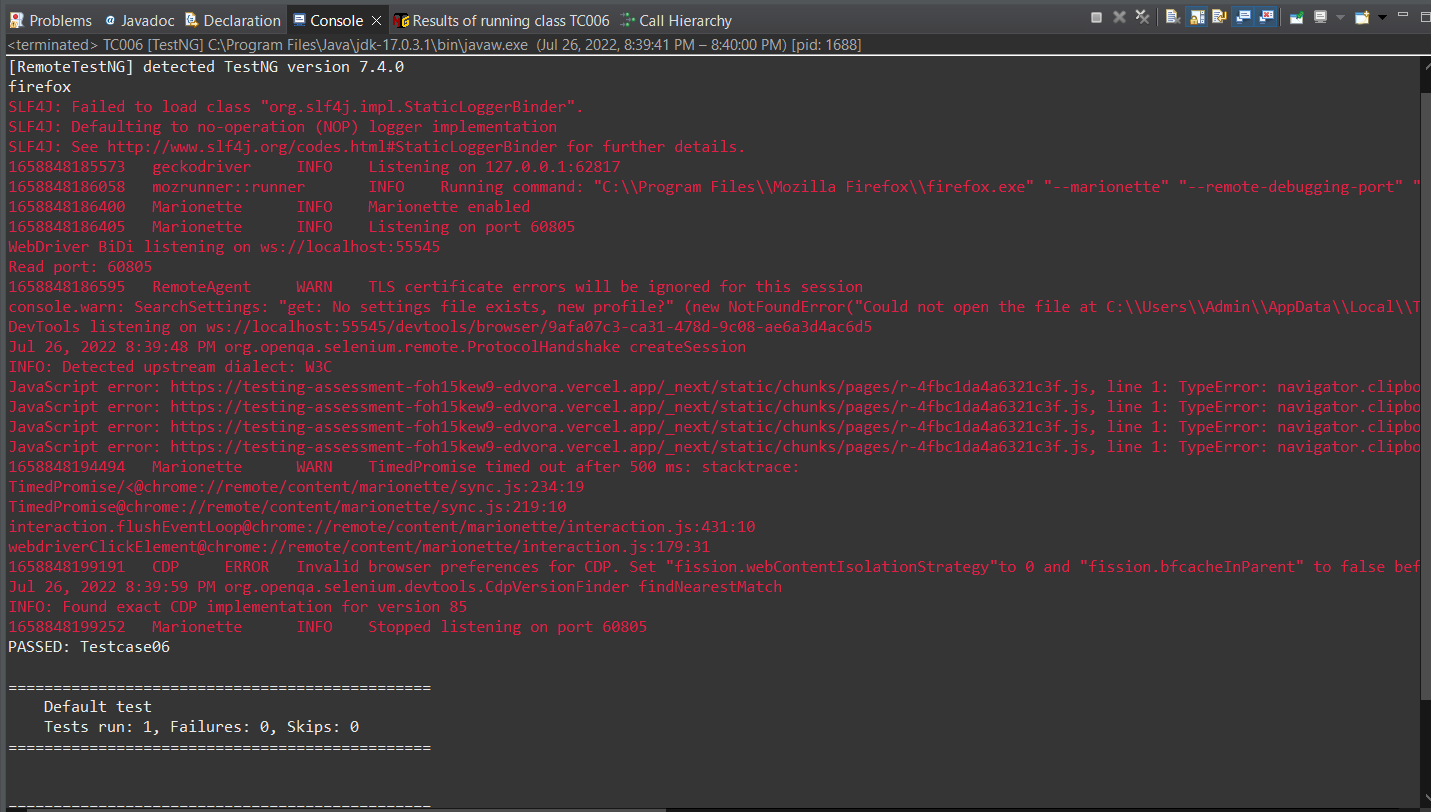 Problems @ Javadoc Declaration Console Results of running class TC006 Call Hierarchy
<terminated> TC006 [TestNG] C:\Program Files\Java\jdk-17.0.3.1\bin\javaw.exe (Jul 26, 2022, 8:39:41 PM – 8:40:00 PM) [pid: 1688]
[RemoteTestNG] detected TestNG version 7.4.0
firefox
SLF4J: Failed to load class "org.slf4j.impl.StaticLoggerBinder".
SLF4J: Defaulting to no-operation (NOP) logger implementation
SLF4J: See http://www.slf4j.org/codes.html#StaticLoggerBinder for further details.
1658848185573 geckodriver INFO Listening on 127.0.0.1:62817
1658848186058 mozrunner::runner INFO Running command: "C:\\Program Files\\Mozilla Firefox\\firefox.exe" "--marionette" "--remote-debugging-port" "
1658848186400 Marionette INFO Marionette enabled
1658848186405 Marionette INFO Listening on port 60805
WebDriver BiDi listening on ws://localhost:55545
Read port: 60805
1658848186595 RemoteAgent WARN TLS certificate errors will be ignored for this session
console.warn: SearchSettings: "get: No settings file exists, new profile?" (new NotFoundError("Could not open the file at C:\\Users\\Admin\\AppData\\Local\\T
DevTools listening on ws://localhost:55545/devtools/browser/9afa07c3-ca31-478d-9c08-ae6a3d4ac6d5
Jul 26, 2022 8:39:48 PM org.openqa.selenium.remote.ProtocolHandshake createSession
INFO: Detected upstream dialect: W3C
JavaScript error: https://testing-assessment-foh15kew9-edvora.vercel.app/_next/static/chunks/pages/r-4fbc1da4a6321c3f.js, line 1: TypeError: navigator.clipbo
JavaScript error: https://testing-assessment-foh15kew9-edvora.vercel.app/_next/static/chunks/pages/r-4fbc1da4a6321c3f.js, line 1: TypeError: navigator.clipbo
JavaScript error: https://testing-assessment-foh15kew9-edvora.vercel.app/_next/static/chunks/pages/r-4fbc1da4a6321c3f.js, line 1: TypeError: navigator.clipbo
JavaScript error: https://testing-assessment-foh15kew9-edvora.vercel.app/_next/static/chunks/pages/r-4fbc1da4a6321c3f.js, line 1: TypeError: navigator.clipbo
1658848194494 Marionette WARN TimedPromise timed out after 500 ms: stacktrace:
TimedPromise/<@chrome://remote/content/marionette/sync.js:234:19
TimedPromise@chrome://remote/content/marionette/sync.js:219:10
interaction.flushEventLoop@chrome://remote/content/marionette/interaction.js:431:10
webdriverClickElement@chrome://remote/content/marionette/interaction.js:179:31
1658848199191 CDP ERROR Invalid browser preferences for CDP. Set "fission.webContentIsolationStrategy"to 0 and "fission.bfcacheInParent" to false bef
Jul 26, 2022 8:39:59 PM org.openqa.selenium.devtools.CdpVersionFinder findNearestMatch
INFO: Found exact CDP implementation for version 85
1658848199252 Marionette INFO Stopped listening on port 60805
PASSED: Testcase06
===============================================
Default test
Tests run: 1, Failures: 0, Skips: 0
===============================================
===============================================